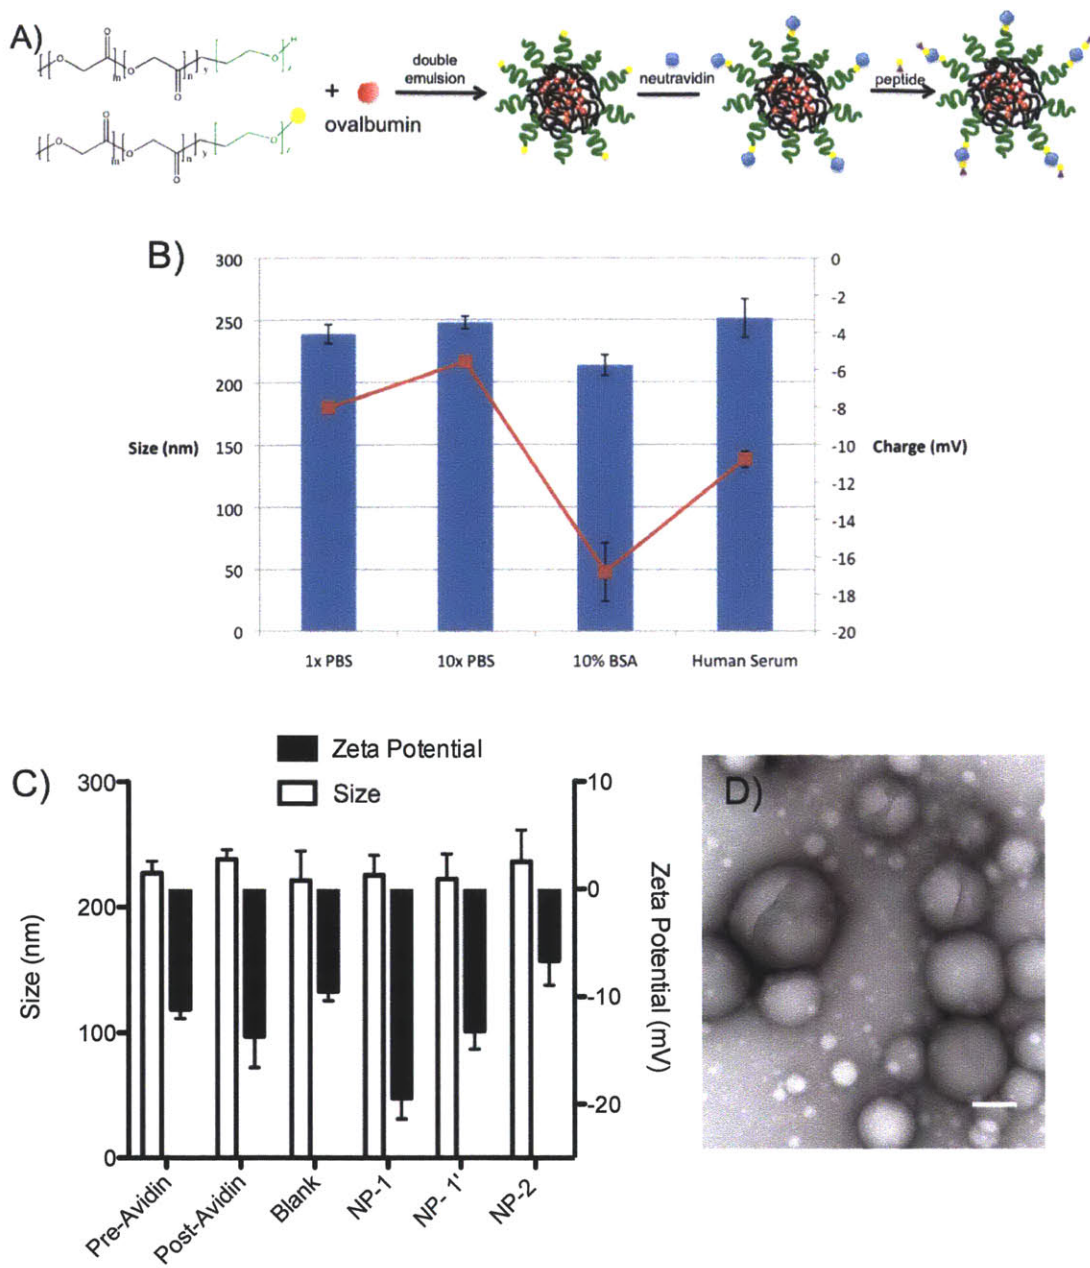 A)
double
emulsion
neutravidin
peptide
+
ovalbumin
O
O
m
O
n
O
y
O
O
O
m
O
n
O
y
O
B)
300
250
200
150
100
50
0
Size (nm)
0
-2
-4
-6
-8
-10
-12
-14
-16
-18
-20
Charge (mV)
1x PBS 10x PBS 10% BSA Human Serum
C)
Zeta Potential
Size
300
200
100
0
Size (nm)
10
0
-10
-20
Zeta Potential (mV)
Pre-Avidin
Post-Avidin
Blank
NP-1
NP- 1'
NP-2
D)